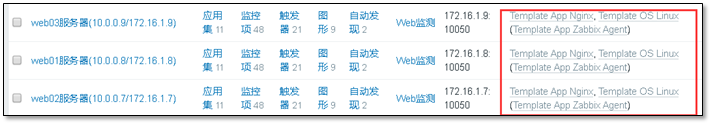 web03服务器(10.0.0.9/172.16.1.9) 应用集 11 监控项 48 触发器 21 图形 9 自动发现 2 Web监测 172.16.1.9:10050 Template App Nginx, Template OS Linux (Template App Zabbix Agent)
web01服务器(10.0.0.8/172.16.1.8) 应用集 11 监控项 48 触发器 21 图形 9 自动发现 2 Web监测 172.16.1.8:10050 Template App Nginx, Template OS Linux (Template App Zabbix Agent)
web02服务器(10.0.0.7/172.16.1.7) 应用集 11 监控项 48 触发器 21 图形 9 自动发现 2 Web监测 172.16.1.7:10050 Template App Nginx, Template OS Linux (Template App Zabbix Agent)